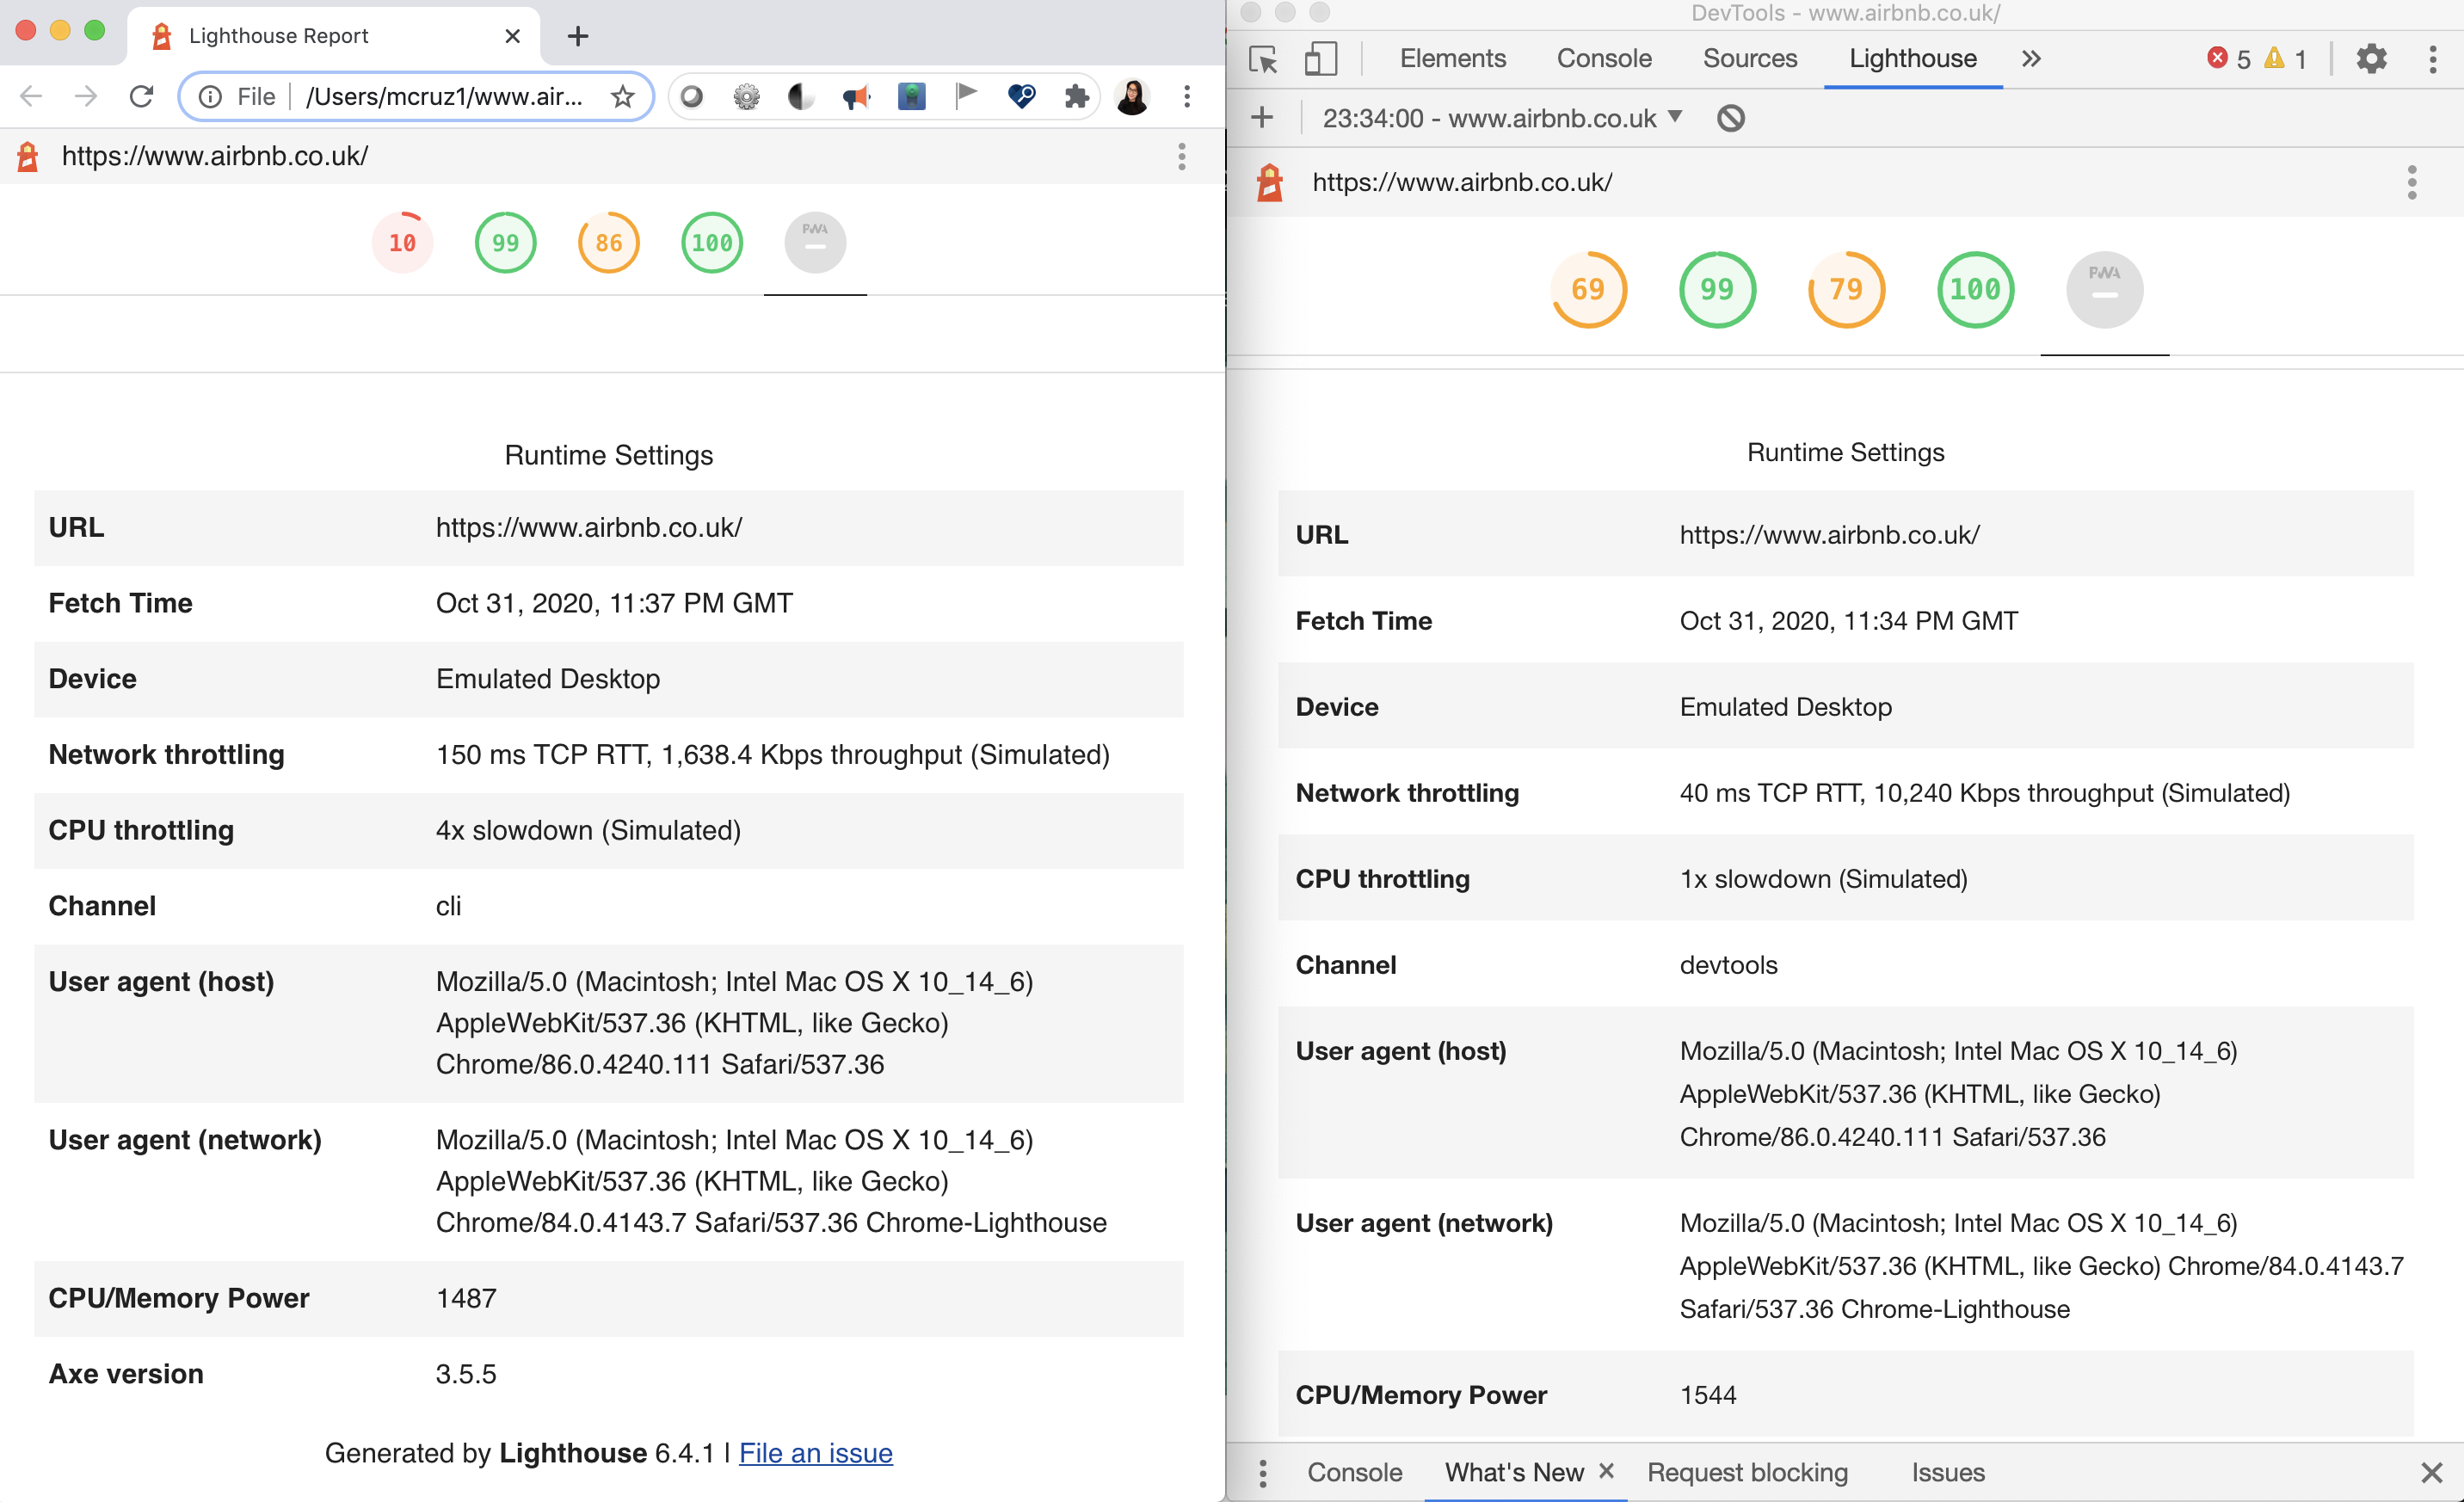 Lighthouse Report
File /Users/mcruz1/www.air...
https://www.airbnb.co.uk/
10 99 86 100 PWA
Runtime Settings
URL https://www.airbnb.co.uk/
Fetch Time Oct 31, 2020, 11:37 PM GMT
Device Emulated Desktop
Network throttling 150 ms TCP RTT, 1,638.4 Kbps throughput (Simulated)
CPU throttling 4x slowdown (Simulated)
Channel cli
User agent (host) Mozilla/5.0 (Macintosh; Intel Mac OS X 10_14_6)
AppleWebKit/537.36 (KHTML, like Gecko)
Chrome/86.0.4240.111 Safari/537.36
User agent (network) Mozilla/5.0 (Macintosh; Intel Mac OS X 10_14_6)
AppleWebKit/537.36 (KHTML, like Gecko)
Chrome/84.0.4143.7 Safari/537.36 Chrome-Lighthouse
CPU/Memory Power 1487
Axe version 3.5.5
Generated by Lighthouse 6.4.1 | File an issue
DevTools - www.airbnb.co.uk/
Elements Console Sources Lighthouse 5 1
23:34:00 - www.airbnb.co.uk
https://www.airbnb.co.uk/
69 99 79 100 PWA
Runtime Settings
URL https://www.airbnb.co.uk/
Fetch Time Oct 31, 2020, 11:34 PM GMT
Device Emulated Desktop
Network throttling 40 ms TCP RTT, 10,240 Kbps throughput (Simulated)
CPU throttling 1x slowdown (Simulated)
Channel devtools
User agent (host) Mozilla/5.0 (Macintosh; Intel Mac OS X 10_14_6)
AppleWebKit/537.36 (KHTML, like Gecko)
Chrome/86.0.4240.111 Safari/537.36
User agent (network) Mozilla/5.0 (Macintosh; Intel Mac OS X 10_14_6)
AppleWebKit/537.36 (KHTML, like Gecko) Chrome/84.0.4143.7
Safari/537.36 Chrome-Lighthouse
CPU/Memory Power 1544
Console What's New Request blocking Issues